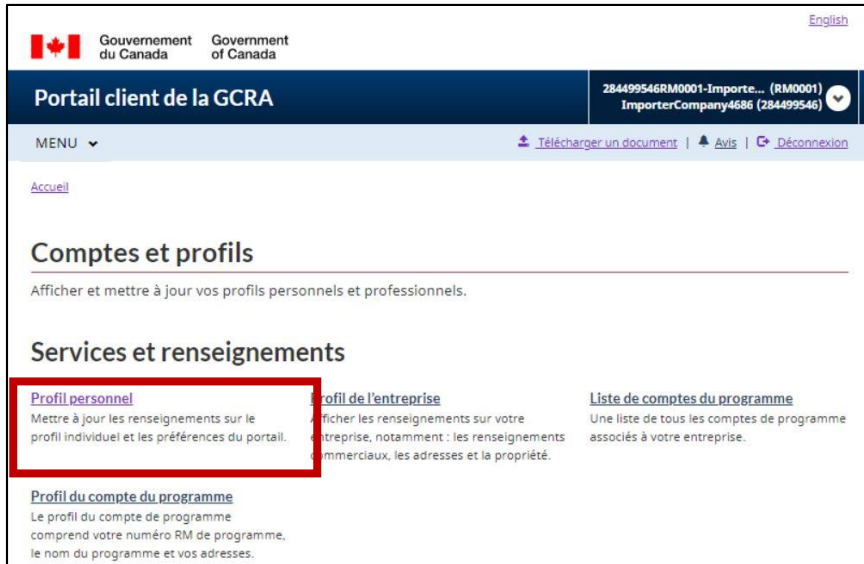 English
Gouvernement du Canada
Government of Canada
Portail client de la GCRA
284499546RM0001-Importe... (RM0001)
ImporterCompany4686 (284499546)
MENU
Télécharger un document | Avis | Déconnexion
Accueil
Comptes et profils
Afficher et mettre à jour vos profils personnels et professionnels.
Services et renseignements
Profil personnel
Mettre à jour les renseignements sur le
profil individuel et les préférences du portail.
rofil de l'entreprise
fficher les renseignements sur votre
entreprise, notamment : les renseignements
ommerciaux, les adresses et la propriété.
Liste de comptes du programme
Une liste de tous les comptes de programme
associés à votre entreprise.
Profil du compte du programme
Le profil du compte de programme
comprend votre numéro RM de programme,
le nom du programme et vos adresses.